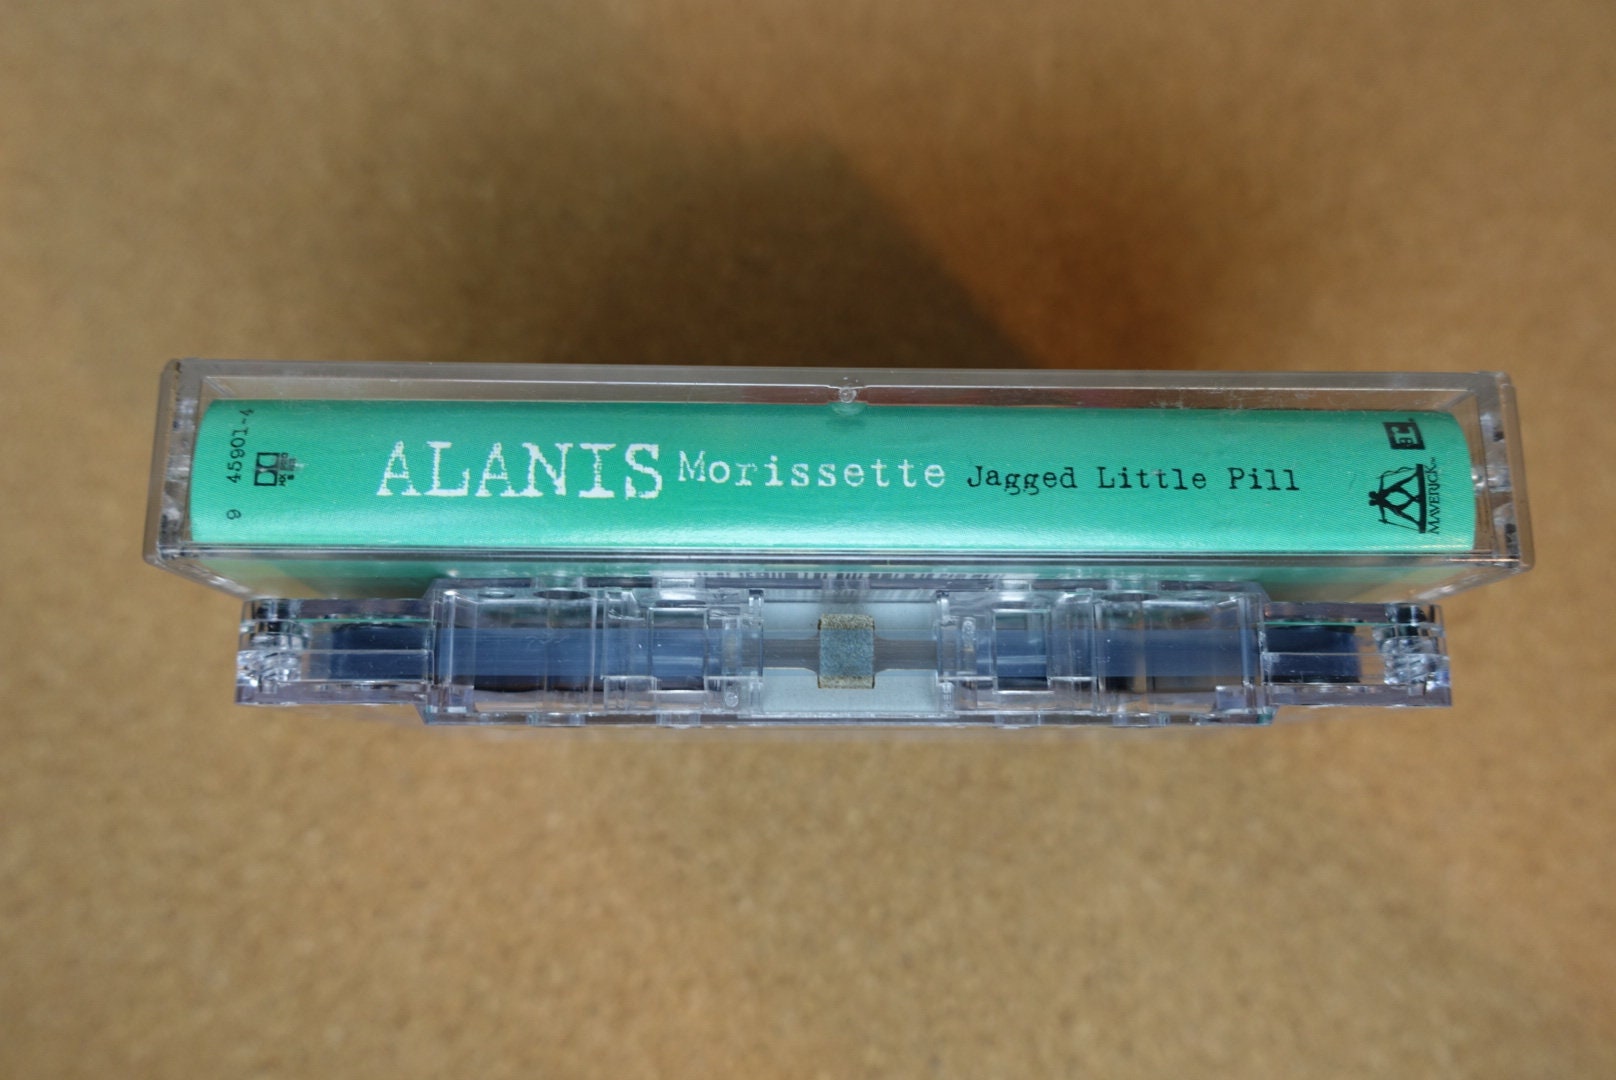 9 45901-4
ALANIS Morissette Jagged Little Pill
MAVERICK